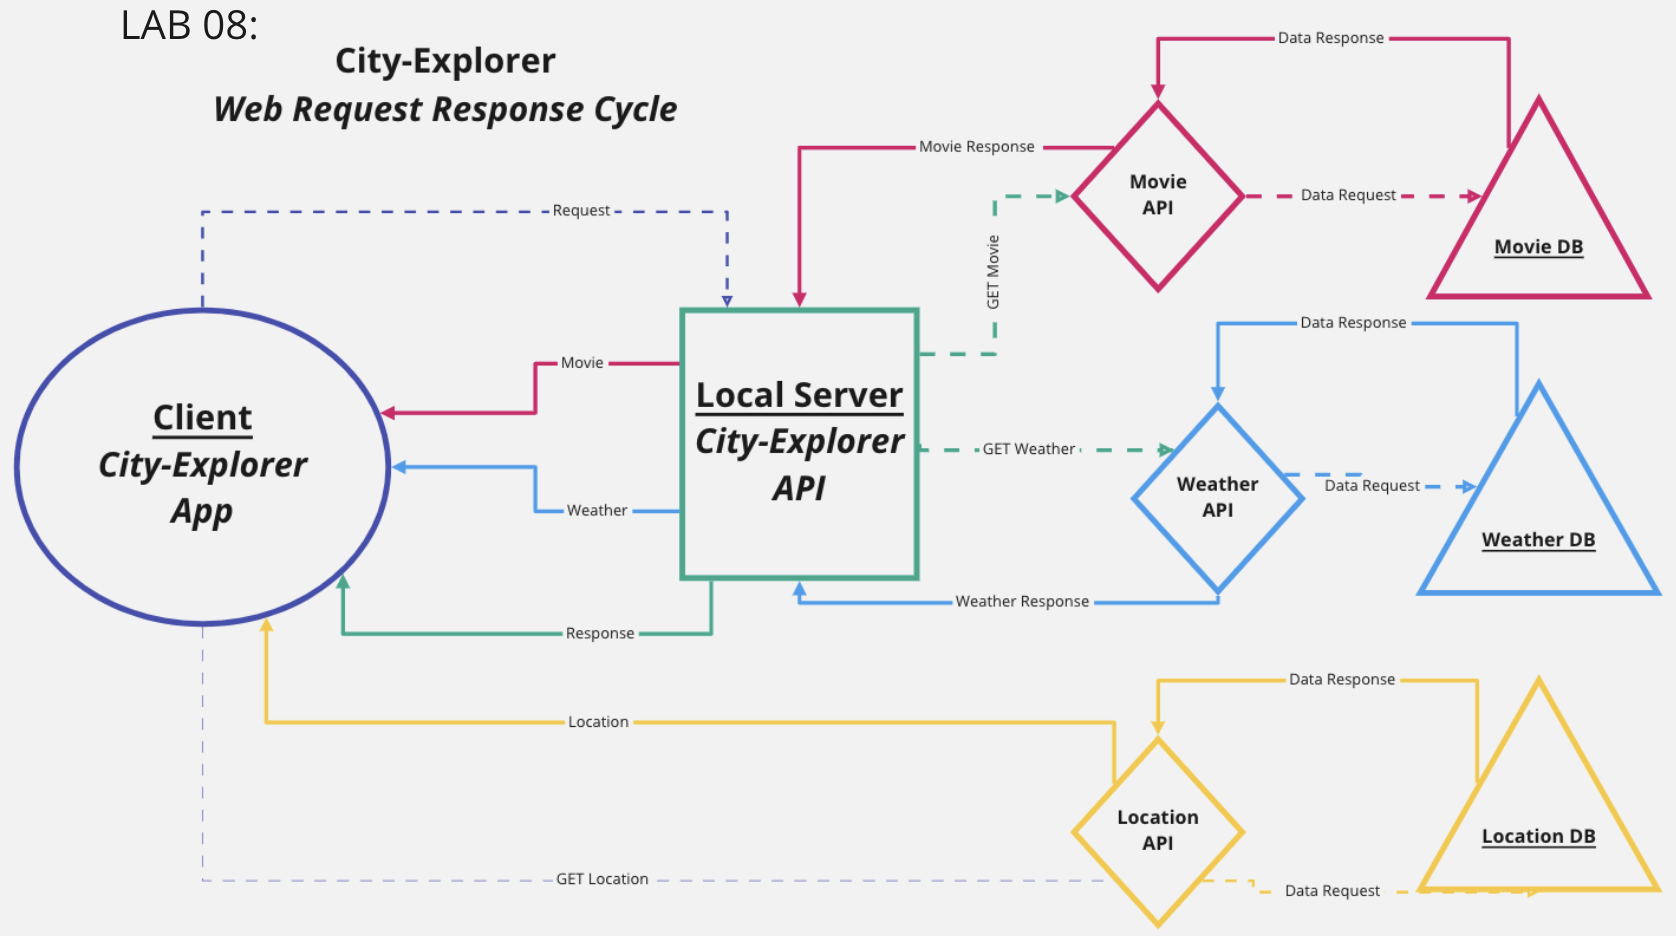 LAB 08:
City-Explorer
Web Request Response Cycle
Data Response
Movie Response
Movie
API
Data Request
Movie DB
Request
GET Movie
Data Response
Movie
Client
City-Explorer
App
Local Server
City-Explorer
API
GET Weather
Weather
API
Data Request
Weather DB
Weather
Weather Response
Response
Data Response
Location
Location
API
Location DB
GET Location
Data Request